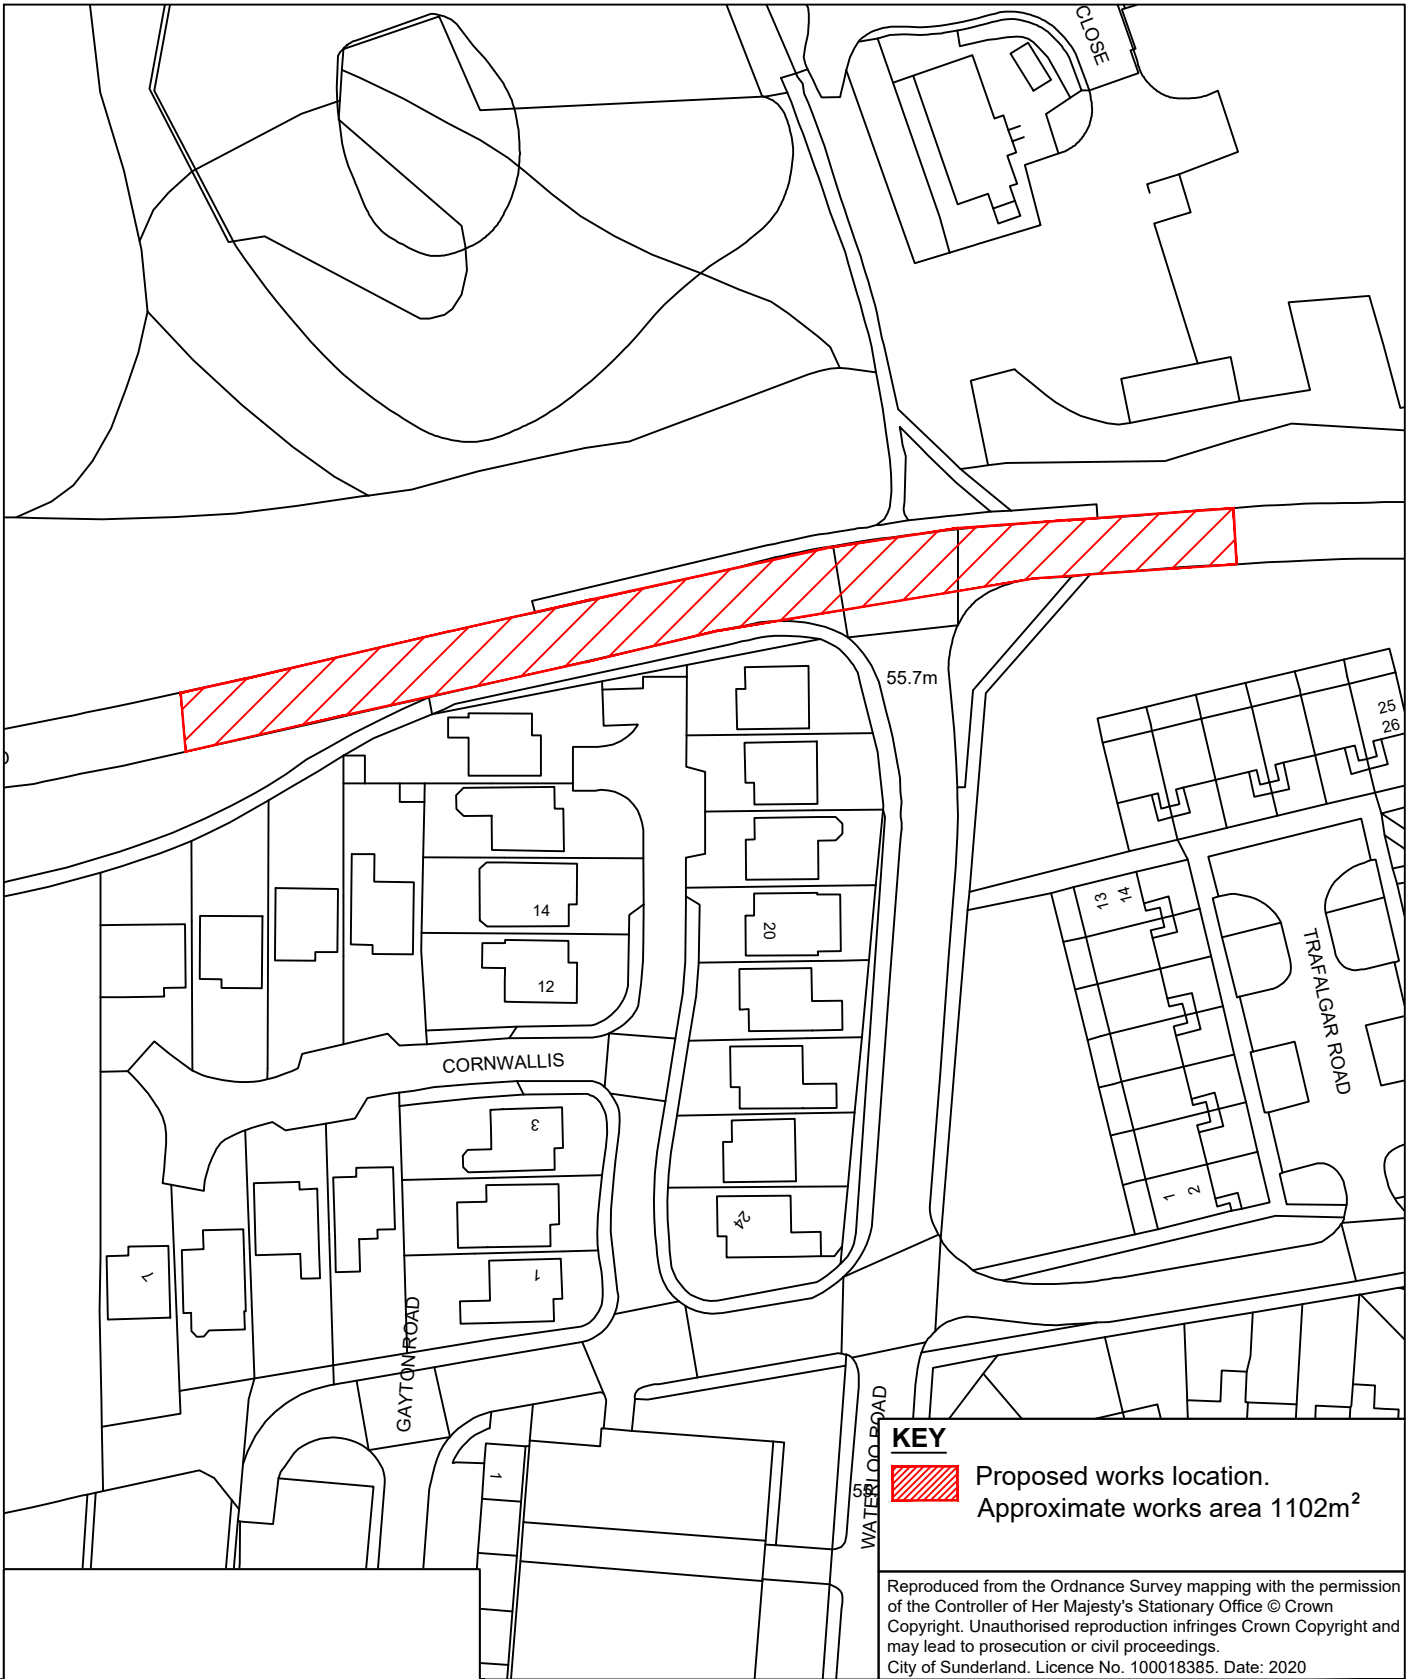 CLOSE
55.7m
25
26
14
12
20
13
14
TRAFALGAR ROAD
CORNWALLIS
3
1
2
24
1
1
GAYTON ROAD
1
WATERLOO ROAD
KEY
Proposed works location.
Approximate works area 1102m²
Reproduced from the Ordnance Survey mapping with the permission
of the Controller of Her Majesty's Stationary Office © Crown
Copyright. Unauthorised reproduction infringes Crown Copyright and
may lead to prosecution or civil proceedings.
City of Sunderland. Licence No. 100018385. Date: 2020